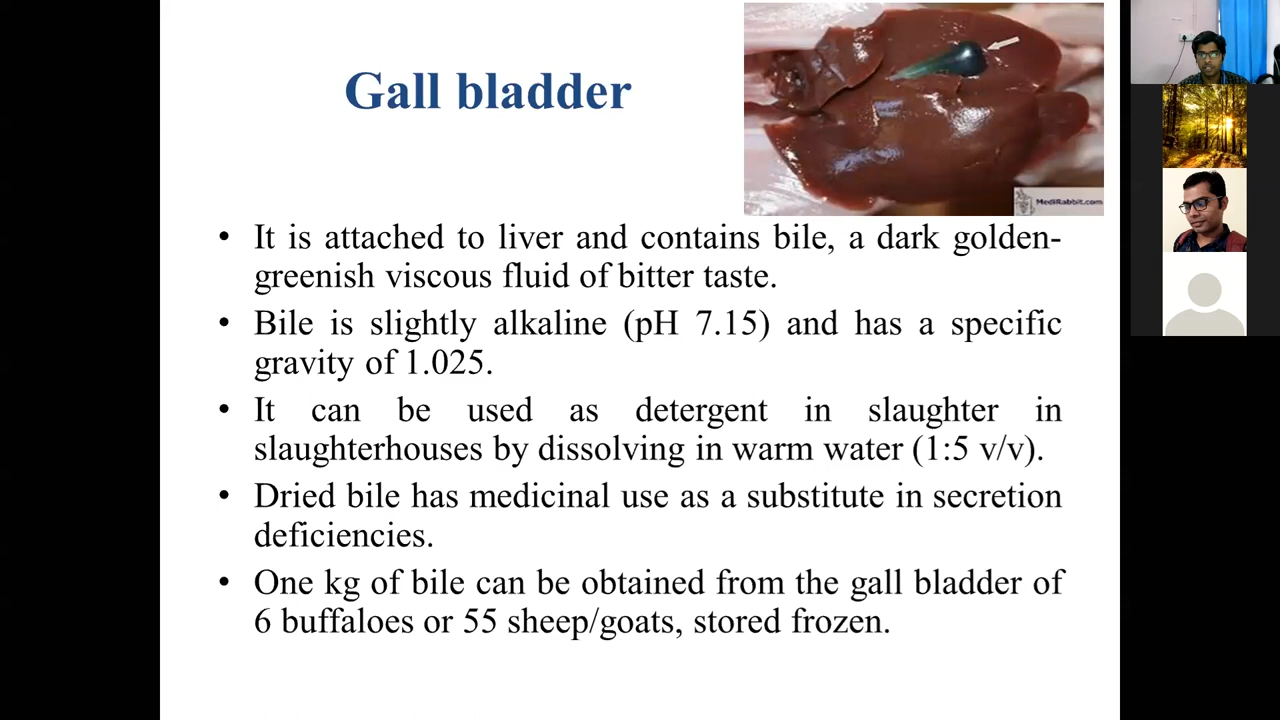 Gall bladder
MediRabbit.com
• It is attached to liver and contains bile, a dark golden-
greenish viscous fluid of bitter taste.
• Bile is slightly alkaline (pH 7.15) and has a specific
gravity of 1.025.
• It can be used as detergent in slaughter in
slaughterhouses by dissolving in warm water (1:5 v/v).
• Dried bile has medicinal use as a substitute in secretion
deficiencies.
• One kg of bile can be obtained from the gall bladder of
6 buffaloes or 55 sheep/goats, stored frozen.